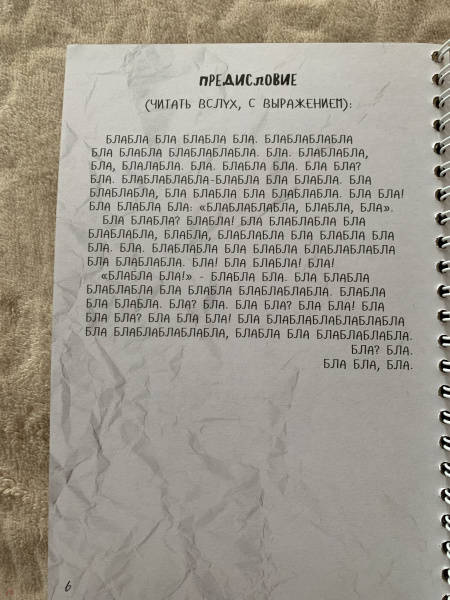 ПРЕДИСЛОВИЕ
(ЧИТАТЬ ВСЛУХ, С ВЫРАЖЕНИЕМ):
БЛАБЛА БЛА БЛАБЛА БЛА. БЛАБЛАБЛАБЛА
БЛА БЛАБЛА БЛАБЛАБЛАБЛА. БЛА. БЛАБЛАБЛА,
БЛА, БЛАЛАБЛА. БЛА. БЛАБЛА БЛА. БЛА БЛА?
БЛА. БЛАБЛАБЛАБЛА-БЛАБЛА БЛА БЛАБЛА. БЛА
БЛАБЛАБЛА, БЛА БЛАБЛА БЛА БЛАБЛАБЛА. БЛА БЛА!
БЛА БЛАБЛА БЛА: «БЛАБЛАБЛАБЛА, БЛАБЛА, БЛА».
БЛА БЛАБЛА? БЛАБЛА! БЛА БЛАБЛАБЛА БЛА
БЛАБЛАБЛА, БЛАБЛА, БЛАБЛАБЛА БЛА БЛАБЛА БЛА
БЛА. БЛА. БЛАБЛАБЛА БЛА БЛАБЛА БЛАБЛАБЛАБЛА
БЛА БЛАБЛАБЛА. БЛА! БЛА БЛАБЛА! БЛА!
«БЛАБЛА БЛА!» - БЛАБЛА БЛА. БЛА БЛАБЛА
БЛАБЛАБЛА БЛА БЛАБЛА БЛАБЛАБЛАБЛА. БЛАБЛА
БЛА БЛАБЛА. БЛА? БЛА. БЛА БЛА? БЛА БЛА! БЛА
БЛА БЛА? БЛА БЛА БЛА! БЛА БЛАБЛАБЛАБЛАБЛАБЛА
БЛА БЛАБЛАБЛАБЛАБЛА, БЛАБЛА БЛА БЛАБЛАБЛАБЛА.
БЛА? БЛА.
БЛА БЛА, БЛА.
6